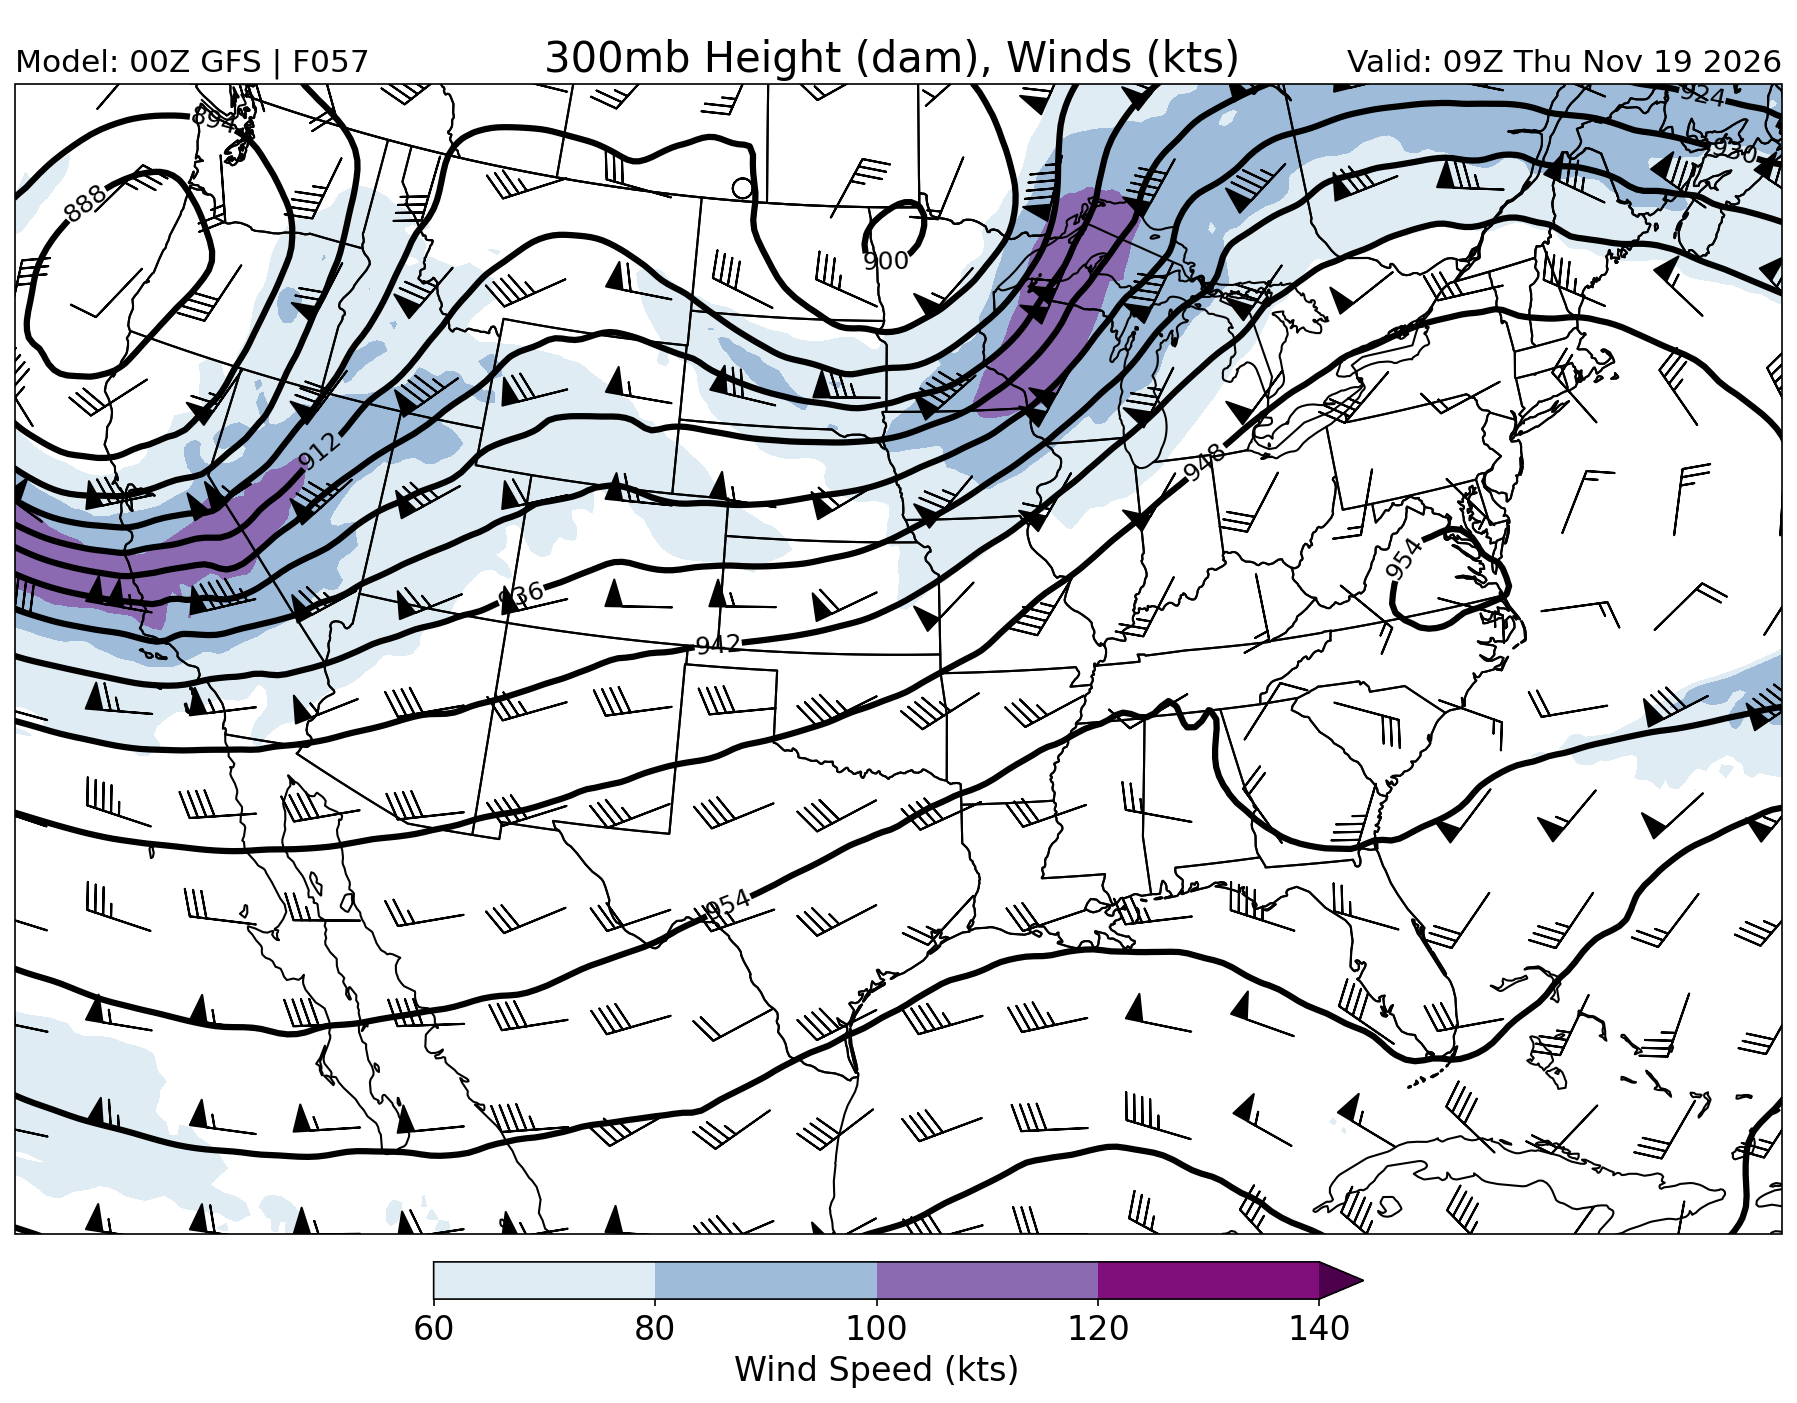 Model: 00Z GFS | F057
300mb Height (dam), Winds (kts)
Valid: 09Z Thu Nov 19 2026
924
894
930
888
900
912
948
954
936
942
954
60 80 100 120 140
Wind Speed (kts)